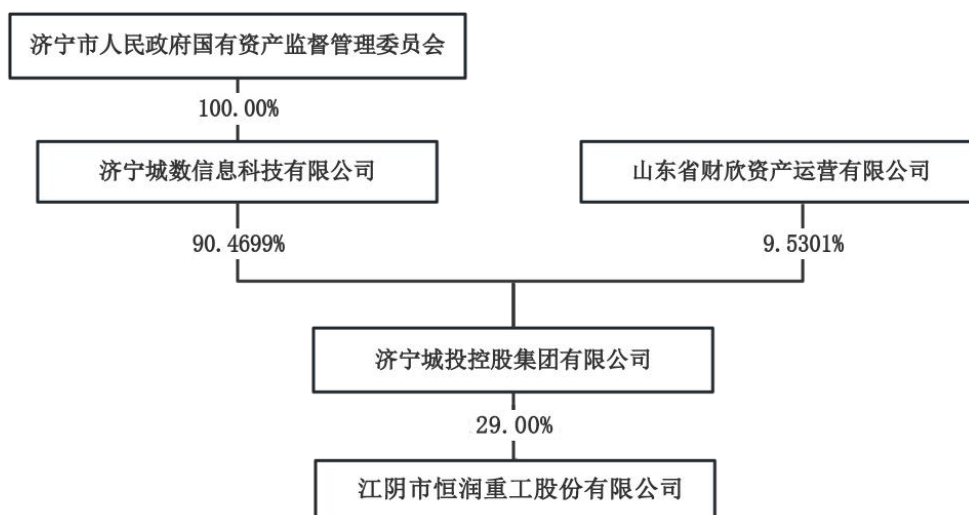 济宁市人民政府国有资产监督管理委员会
100.00%
济宁城数信息科技有限公司
山东省财欣资产运营有限公司
90.4699%
9.5301%
济宁城投控股集团有限公司
29.00%
江阴市恒润重工股份有限公司